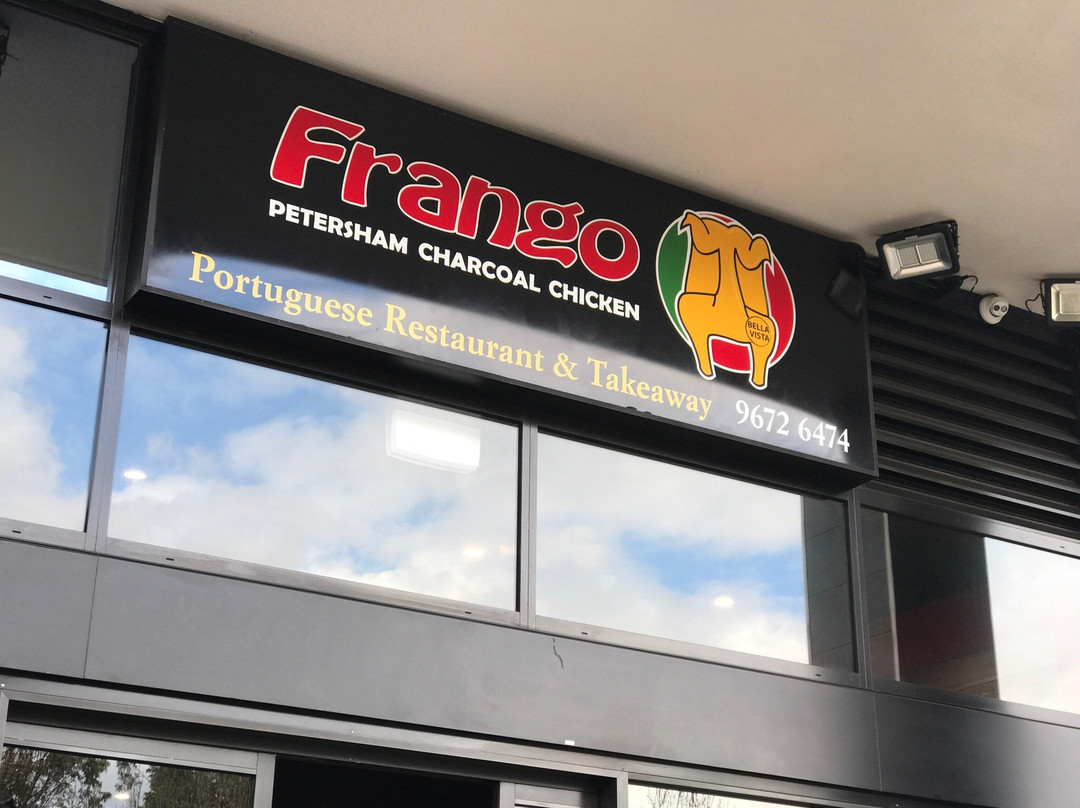 Frango
PETERSHAM CHARCOAL CHICKEN
Portuguese Restaurant & Takeaway
9672 6474
BELLA
VISTA